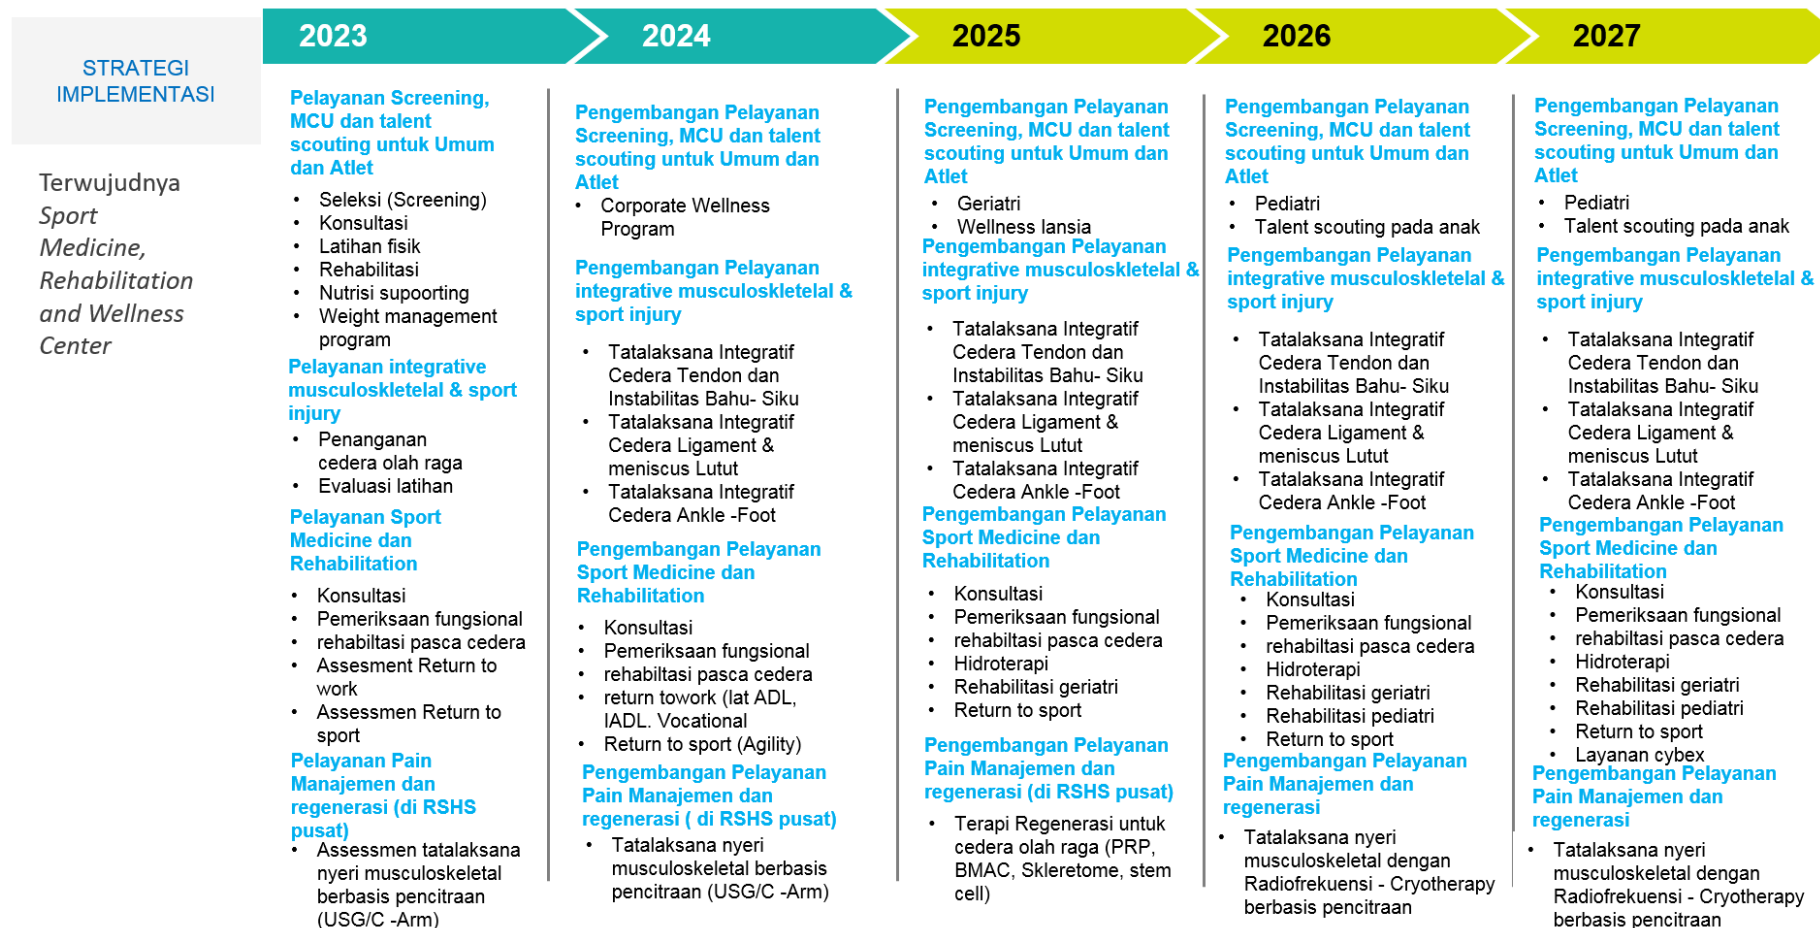 STRATEGI
IMPLEMENTASI
Terwujudnya
Sport
Medicine,
Rehabilitation
and Wellness
Center
2023
Pelayanan Screening,
MCU dan talent
scouting untuk Umum
dan Atlet
• Seleksi (Screening)
• Konsultasi
• Latihan fisik
• Rehabilitasi
• Nutrisi supoorting
• Weight management
program
Pelayanan integrative
musculoskletelal & sport
injury
• Penanganan
cedera olah raga
• Evaluasi latihan
Pelayanan Sport
Medicine dan
Rehabilitation
• Konsultasi
• Pemeriksaan fungsional
• rehabiltasi pasca cedera
• Assesment Return to
work
• Assessmen Return to
sport
Pelayanan Pain
Manajemen dan
regenerasi (di RSHS
pusat)
• Assessmen tatalaksana
nyeri musculoskeletal
berbasis pencitraan
(USG/C -Arm)
2024
Pengembangan Pelayanan
Screening, MCU dan talent
scouting untuk Umum dan
Atlet
• Corporate Wellness
Program
Pengembangan Pelayanan
integrative musculoskletelal &
sport injury
• Tatalaksana Integratif
Cedera Tendon dan
Instabilitas Bahu- Siku
• Tatalaksana Integratif
Cedera Ligament &
meniscus Lutut
• Tatalaksana Integratif
Cedera Ankle -Foot
Pengembangan Pelayanan
Sport Medicine dan
Rehabilitation
• Konsultasi
• Pemeriksaan fungsional
• rehabiltasi pasca cedera
• return towork (lat ADL,
IADL. Vocational
• Return to sport (Agility)
Pengembangan Pelayanan
Pain Manajemen dan
regenerasi ( di RSHS pusat)
• Tatalaksana nyeri
musculoskeletal berbasis
pencitraan (USG/C -Arm)
2025
Pengembangan Pelayanan
Screening, MCU dan talent
scouting untuk Umum dan
Atlet
• Geriatri
• Wellness lansia
Pengembangan Pelayanan
integrative musculoskletelal &
sport injury
• Tatalaksana Integratif
Cedera Tendon dan
Instabilitas Bahu- Siku
• Tatalaksana Integratif
Cedera Ligament &
meniscus Lutut
• Tatalaksana Integratif
Cedera Ankle -Foot
Pengembangan Pelayanan
Sport Medicine dan
Rehabilitation
• Konsultasi
• Pemeriksaan fungsional
• rehabiltasi pasca cedera
• Hidroterapi
• Rehabilitasi geriatri
• Return to sport
Pengembangan Pelayanan
Pain Manajemen dan
regenerasi (di RSHS pusat)
• Terapi Regenerasi untuk
cedera olah raga (PRP,
BMAC, Skleretome, stem
cell)
2026
Pengembangan Pelayanan
Screening, MCU dan talent
scouting untuk Umum dan
Atlet
• Pediatri
• Talent scouting pada anak
Pengembangan Pelayanan
integrative musculoskletelal &
sport injury
• Tatalaksana Integratif
Cedera Tendon dan
Instabilitas Bahu- Siku
• Tatalaksana Integratif
Cedera Ligament &
meniscus Lutut
• Tatalaksana Integratif
Cedera Ankle -Foot
Pengembangan Pelayanan
Sport Medicine dan
Rehabilitation
• Konsultasi
• Pemeriksaan fungsional
• rehabiltasi pasca cedera
• Hidroterapi
• Rehabilitasi geriatri
• Rehabilitasi pediatri
• Return to sport
Pengembangan Pelayanan
Pain Manajemen dan
regenerasi
• Tatalaksana nyeri
musculoskeletal dengan
Radiofrekuensi - Cryotherapy
berbasis pencitraan
2027
Pengembangan Pelayanan
Screening, MCU dan talent
scouting untuk Umum dan
Atlet
• Pediatri
• Talent scouting pada anak
Pengembangan Pelayanan
integrative musculoskletelal &
sport injury
• Tatalaksana Integratif
Cedera Tendon dan
Instabilitas Bahu- Siku
• Tatalaksana Integratif
Cedera Ligament &
meniscus Lutut
• Tatalaksana Integratif
Cedera Ankle -Foot
Pengembangan Pelayanan
Sport Medicine dan
Rehabilitation
• Konsultasi
• Pemeriksaan fungsional
• rehabiltasi pasca cedera
• Hidroterapi
• Rehabilitasi geriatri
• Rehabilitasi pediatri
• Return to sport
• Layanan cybex
Pengembangan Pelayanan
Pain Manajemen dan
regenerasi
• Tatalaksana nyeri
musculoskeletal dengan
Radiofrekuensi - Cryotherapy
berbasis pencitraan